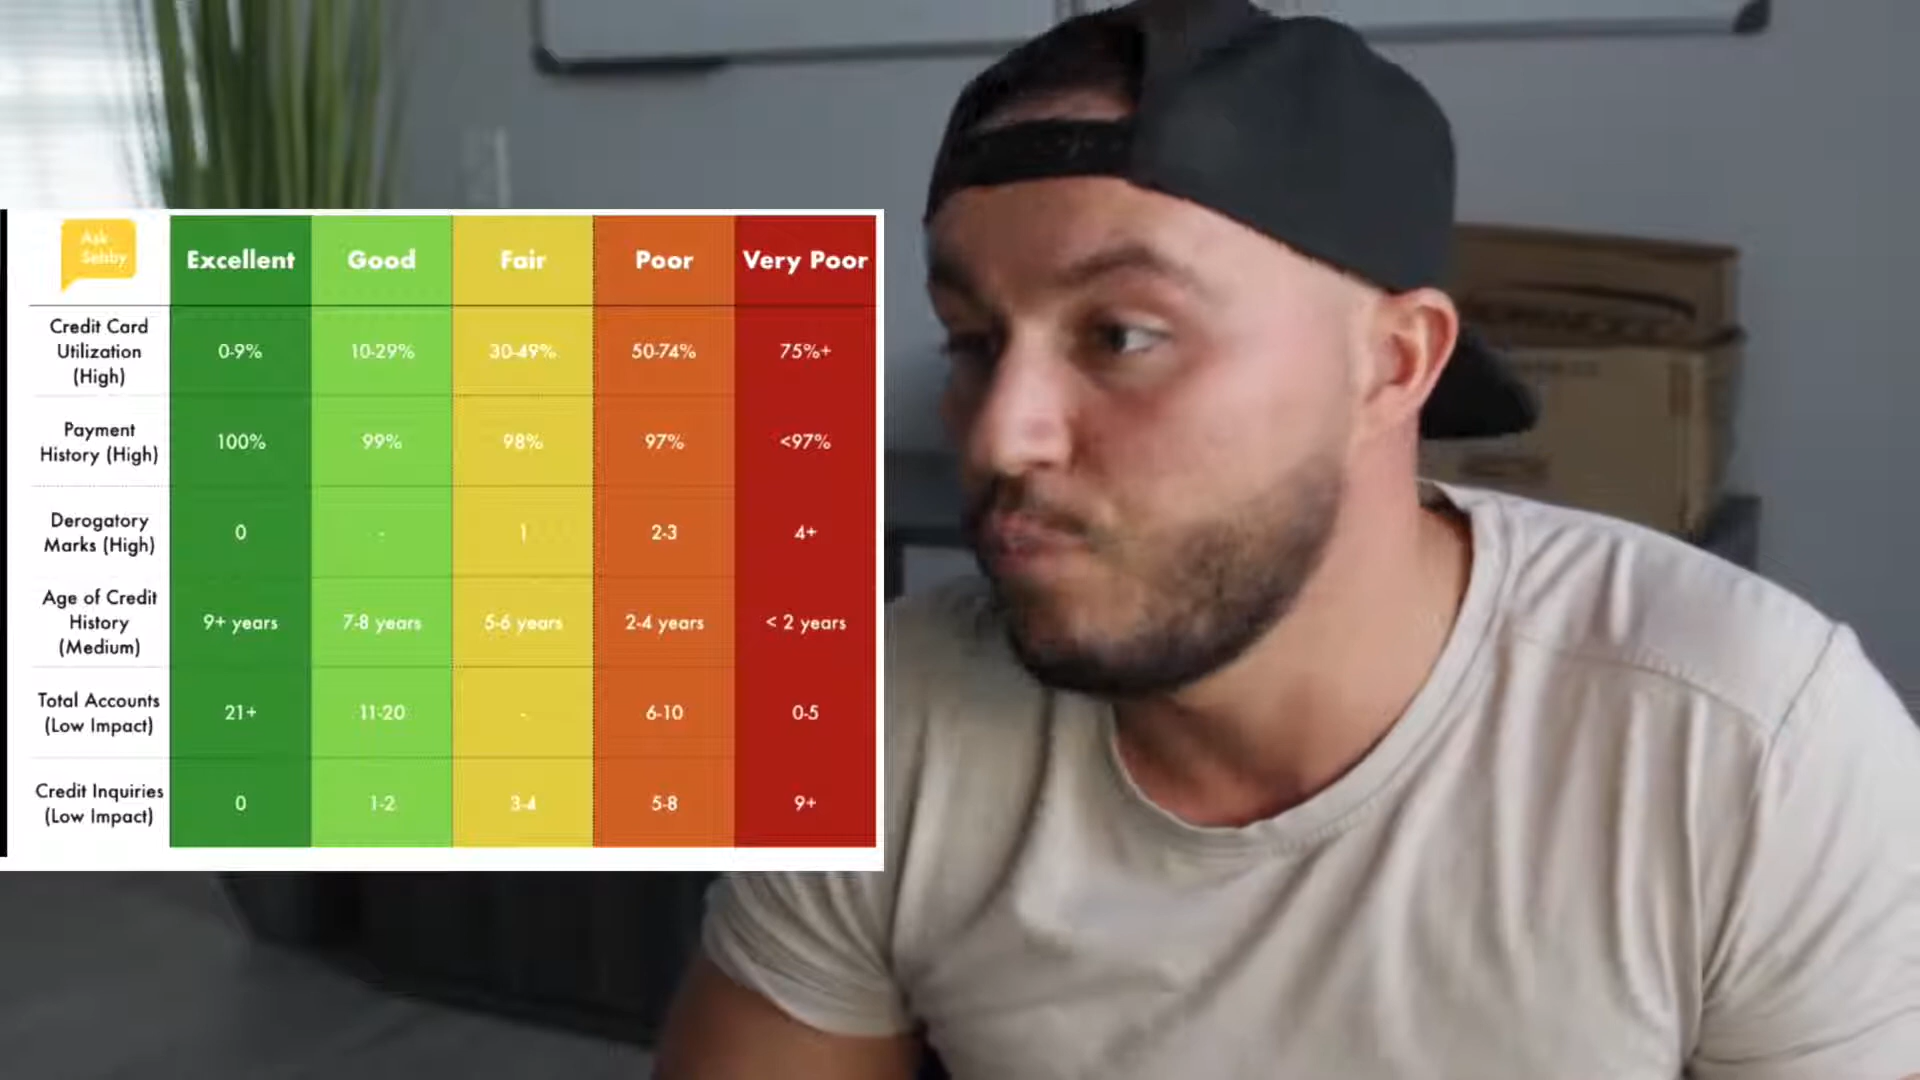 Ask
Sebby
Excellent
Good
Fair
Poor
Very Poor
Credit Card
Utilization
(High)
0-9%
10-29%
30-49%
50-74%
75%+
Payment
History (High)
100%
99%
98%
97%
<97%
Derogatory
Marks (High)
0
-
1
2-3
4+
Age of Credit
History
(Medium)
9+ years
7-8 years
5-6 years
2-4 years
< 2 years
Total Accounts
(Low Impact)
21+
11-20
-
6-10
0-5
Credit Inquiries
(Low Impact)
0
1-2
3-4
5-8
9+